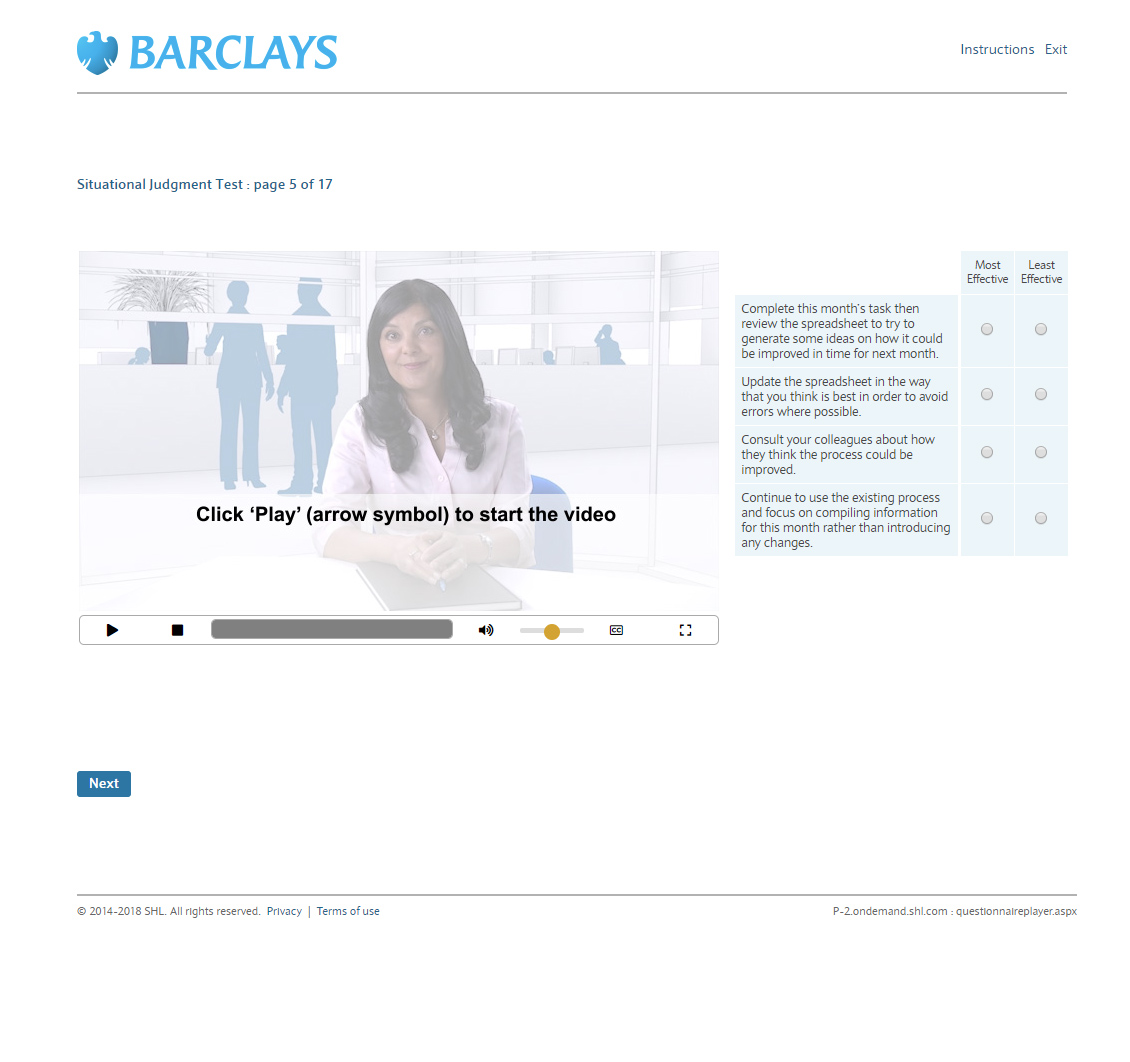 BARCLAYS
Instructions Exit
Situational Judgment Test : page 5 of 17
Click ‘Play’ (arrow symbol) to start the video
CC
Most
Effective
Least
Effective
Complete this month's task then
review the spreadsheet to try to
generate some ideas on how it could
be improved in time for next month.
Update the spreadsheet in the way
that you think is best in order to avoid
errors where possible.
Consult your colleagues about how
they think the process could be
improved.
Continue to use the existing process
and focus on compiling information
for this month rather than introducing
any changes.
Next
© 2014-2018 SHL. All rights reserved. Privacy | Terms of use
P-2.ondemand.shl.com : questionnaireplayer.aspx